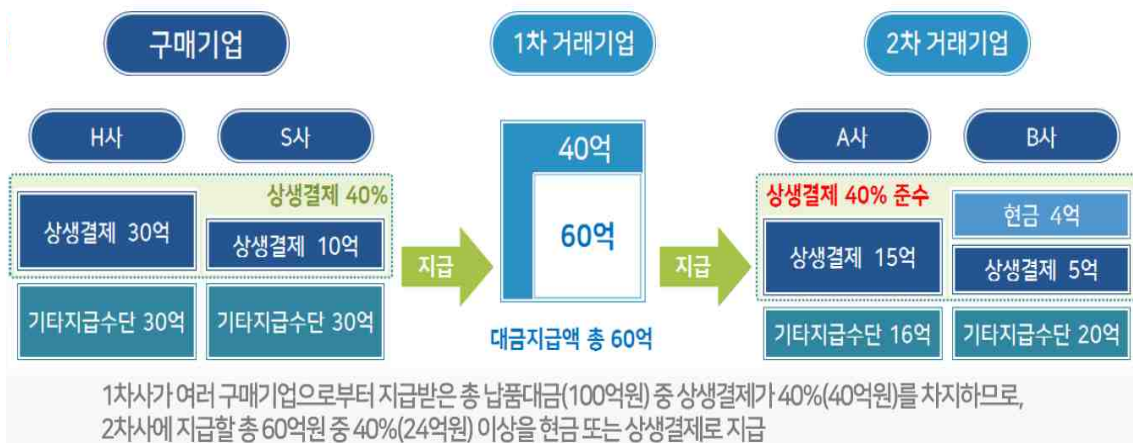 구매기업
1차 거래기업
2차 거래기업
H사
S사
40억
A사
B사
상생결제 40%
상생결제 40% 준수
상생결제 30억
상생결제 10억
60억
상생결제 15억
현금 4억
상생결제 5억
지급
지급
기타지급수단 30억
기타지급수단 30억
대금지급액 총 60억
기타지급수단 16억
기타지급수단 20억
1차사가 여러 구매기업으로부터 지급받은 총 납품대금(100억원) 중 상생결제가 40%(40억원)를 차지하므로,
2차사에 지급할 총 60억원 중 40%(24억원) 이상을 현금 또는 상생결제로 지급